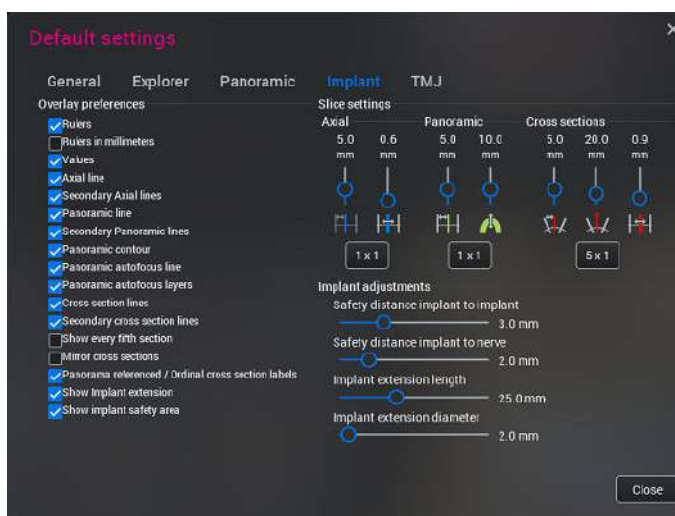 Default settings
General Explorer Panoramic Implant TMJ
Overlay preferences
Rulers
Rulers in millimeters
Values
Axial line
Secondary Axial lines
Panoramic line
Secondary Panoramic lines
Panoramic contour
Panoramic autofocus line
Panoramic autofocus layers
Cross section lines
Secondary cross section lines
Show every fifth section
Mirror cross sections
Panorama referenced / Ordinal cross section labels
Show Implant extension
Show implant safety area
Slice settings
Axial Panoramic Cross sections
5.0 0.6 5.0 10.0 5.0 20.0 0.9
mm mm mm mm mm mm mm
1 x 1 1 x 1 5 x 1
Implant adjustments
Safety distance implant to implant
3.0 mm
Safety distance implant to nerve
2.0 mm
Implant extension length
25.0 mm
Implant extension diameter
2.0 mm
Close